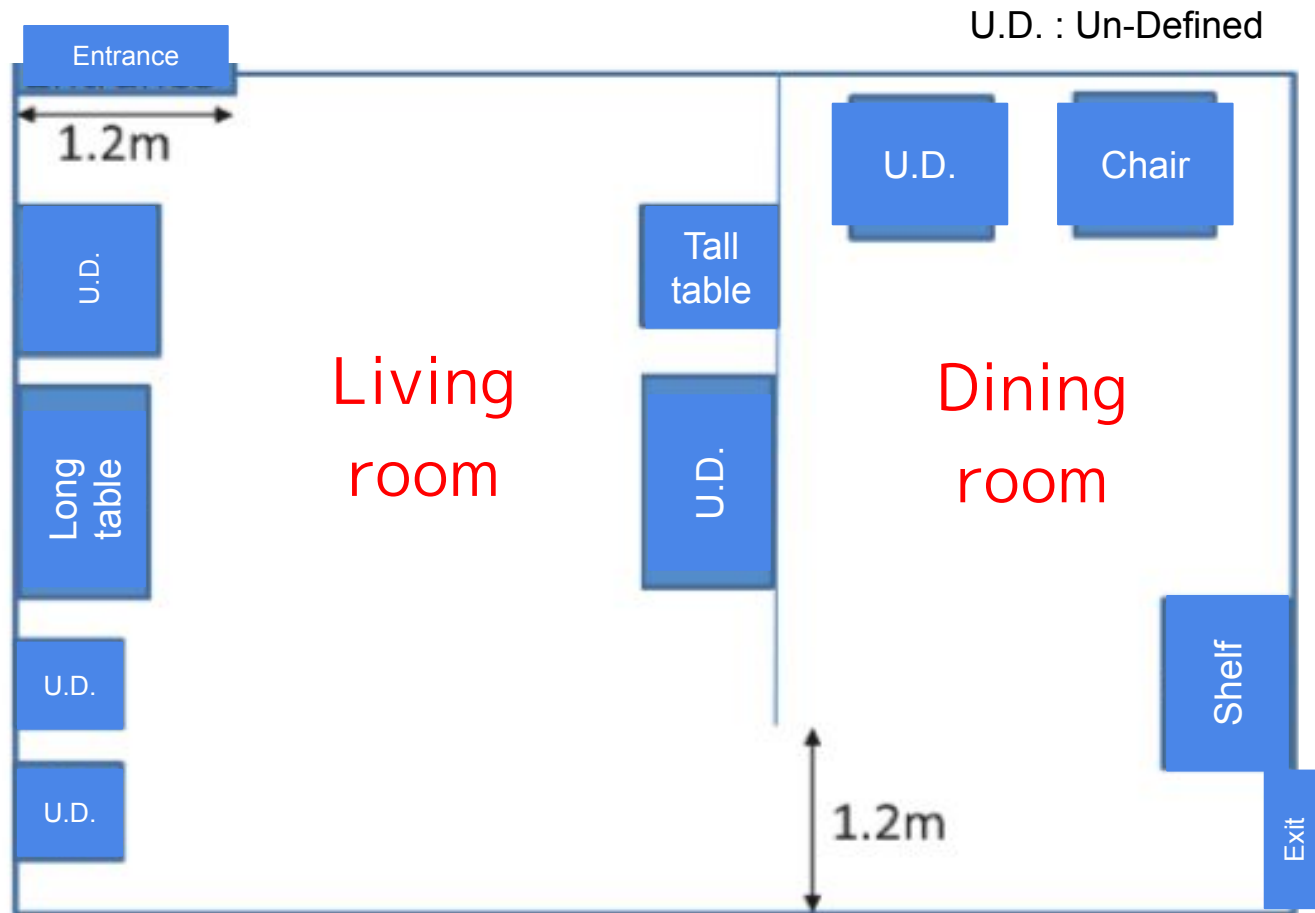 U.D. : Un-Defined
Entrance
1.2m
U.D.
Chair
U.D.
Tall
table
Living
room
Dining
room
Long
table
U.D.
Shelf
U.D.
U.D.
1.2m
Exit